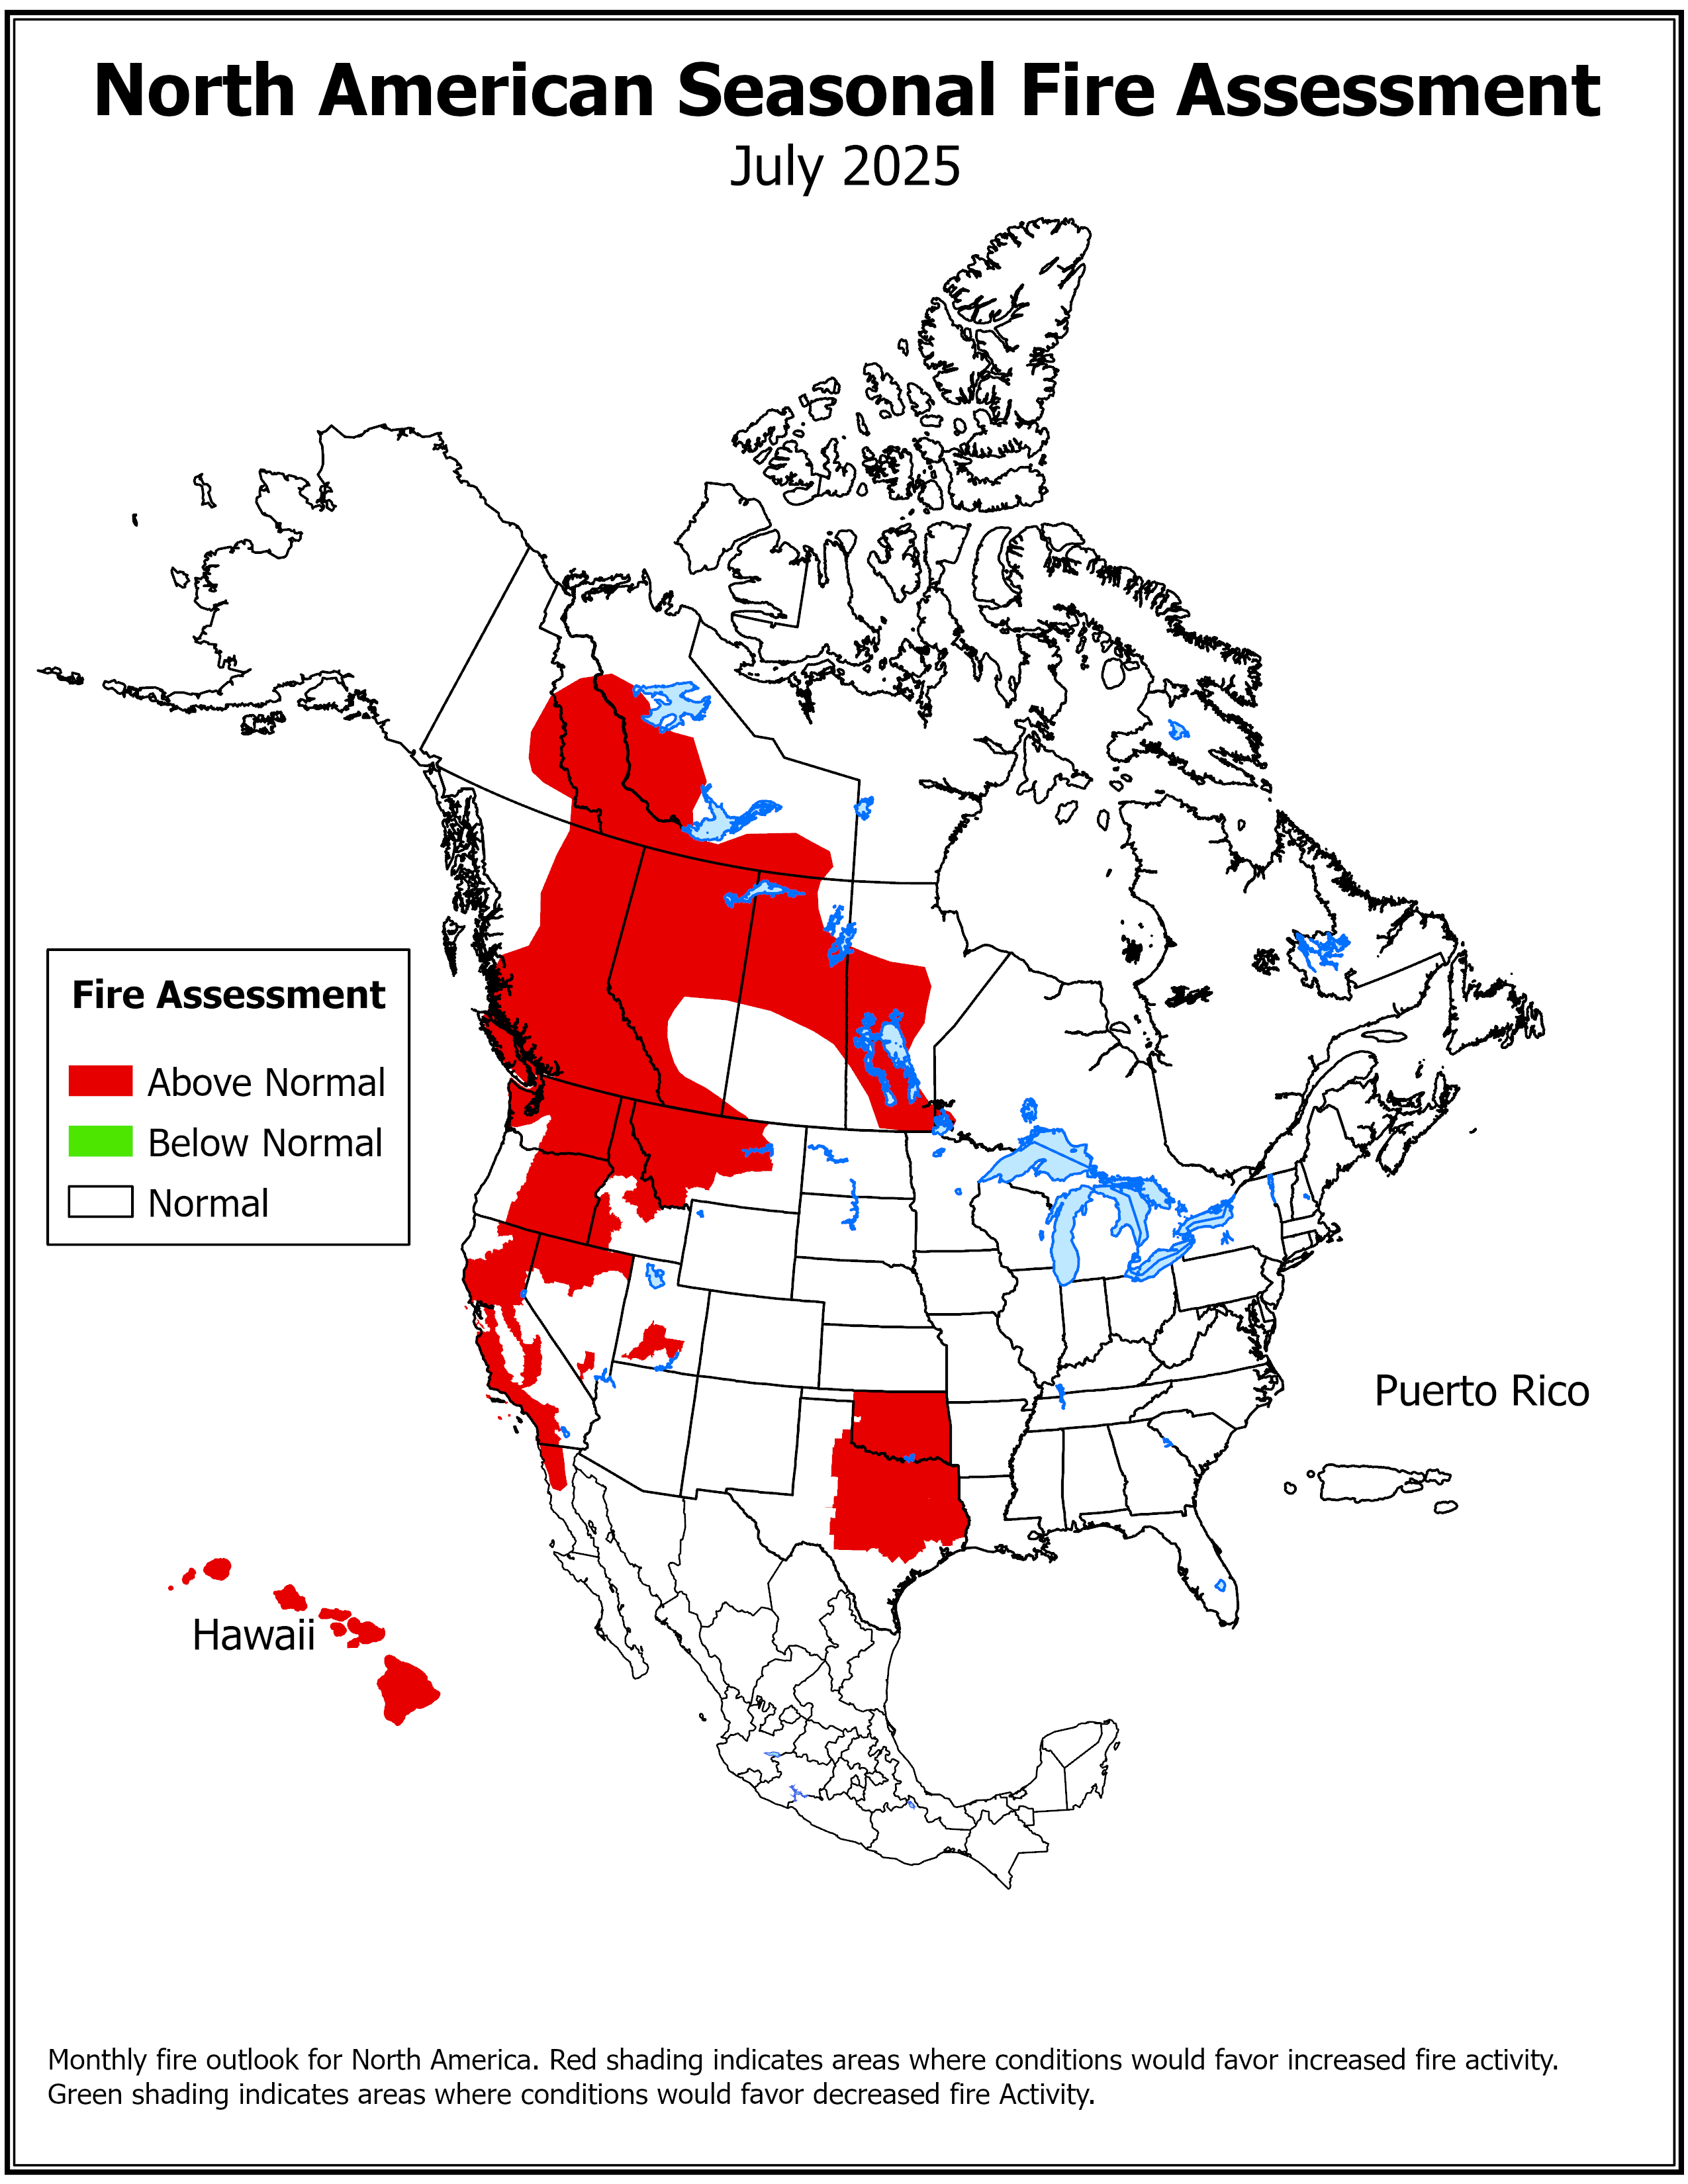 North American Seasonal Fire Assessment
July 2025
Fire Assessment
Above Normal
Below Normal
Normal
Puerto Rico
Hawaii
Monthly fire outlook for North America. Red shading indicates areas where conditions would favor increased fire activity.
Green shading indicates areas where conditions would favor decreased fire Activity.